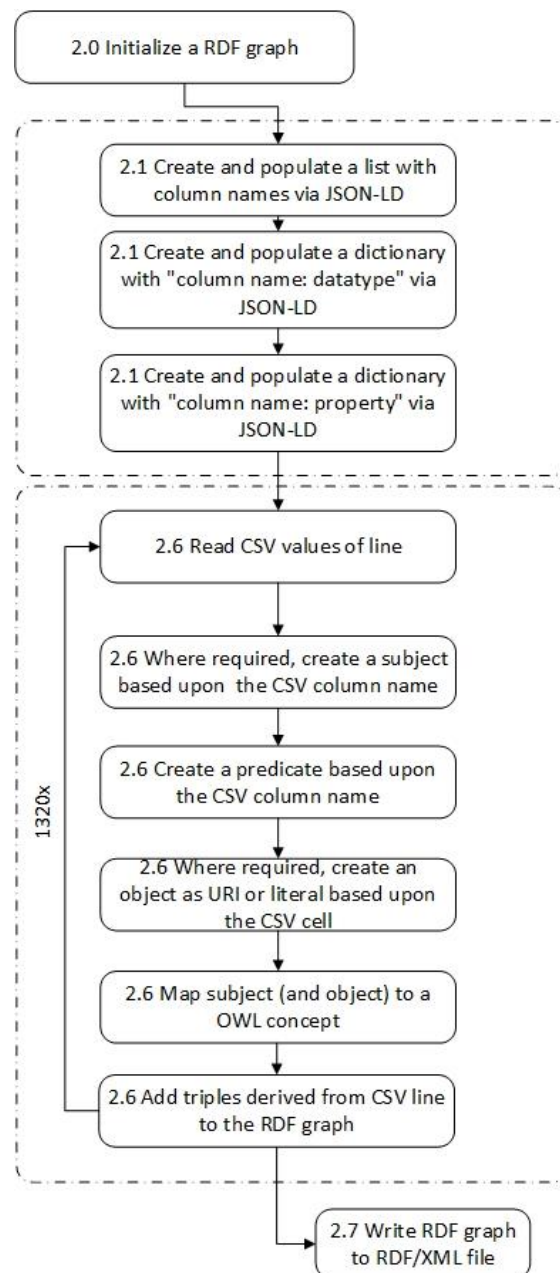 2.0 Initialize a RDF graph
2.1 Create and populate a list with
column names via JSON-LD
2.1 Create and populate a dictionary
with "column name: datatype" via
JSON-LD
2.1 Create and populate a dictionary
with "column name: property" via
JSON-LD
2.6 Read CSV values of line
2.6 Where required, create a subject
based upon the CSV column name
2.6 Create a predicate based upon
the CSV column name
2.6 Where required, create an
object as URI or literal based upon
the CSV cell
2.6 Map subject (and object) to a
OWL concept
2.6 Add triples derived from CSV line
to the RDF graph
1320x
2.7 Write RDF graph
to RDF/XML file